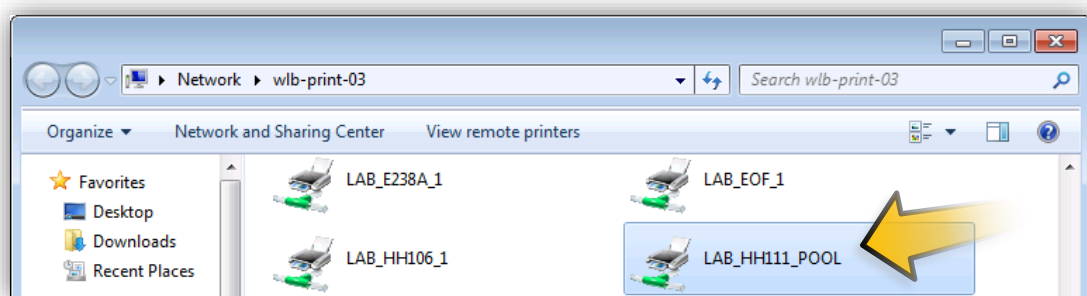 Network ▸ wlb-print-03
Search wlb-print-03
Organize
Network and Sharing Center
View remote printers
Favorites
Desktop
Downloads
Recent Places
LAB_E238A_1
LAB_EOF_1
LAB_HH106_1
LAB_HH111_POOL